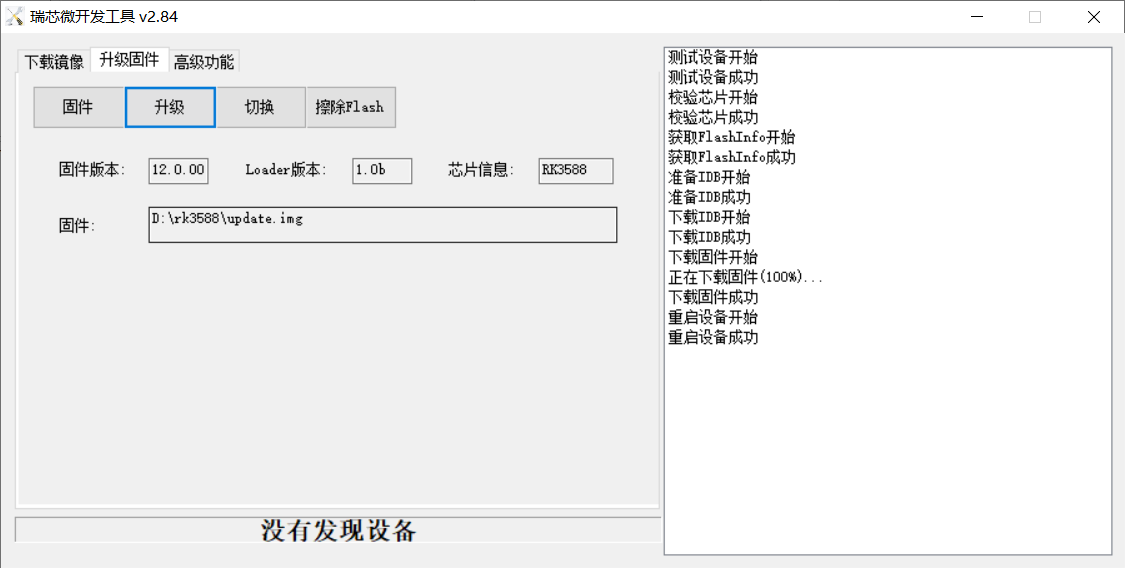 瑞芯微开发工具 v2.84
下载镜像 升级固件 高级功能
固件 升级 切换 擦除Flash
固件版本: 12.0.00 Loader版本: 1.0b 芯片信息: RK3588
固件: D:\rk3588\update.img
没有发现设备
测试设备开始
测试设备成功
校验芯片开始
校验芯片成功
获取FlashInfo开始
获取FlashInfo成功
准备IDB开始
准备IDB成功
下载IDB开始
下载IDB成功
下载固件开始
正在下载固件(100%)...
下载固件成功
重启设备开始
重启设备成功